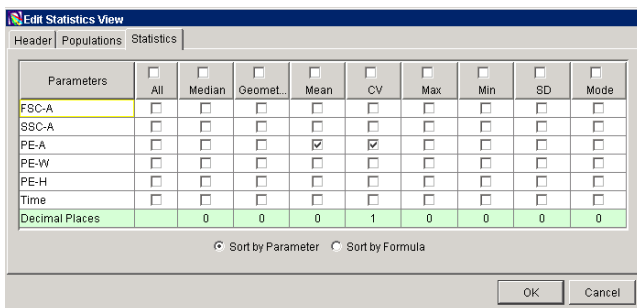 Edit Statistics View
Header Populations Statistics
Parameters All Median Geomet... Mean CV Max Min SD Mode
FSC-A
SSC-A
PE-A
PE-W
PE-H
Time
Decimal Places 0 0 0 1 0 0 0 0
Sort by Parameter Sort by Formula
OK Cancel